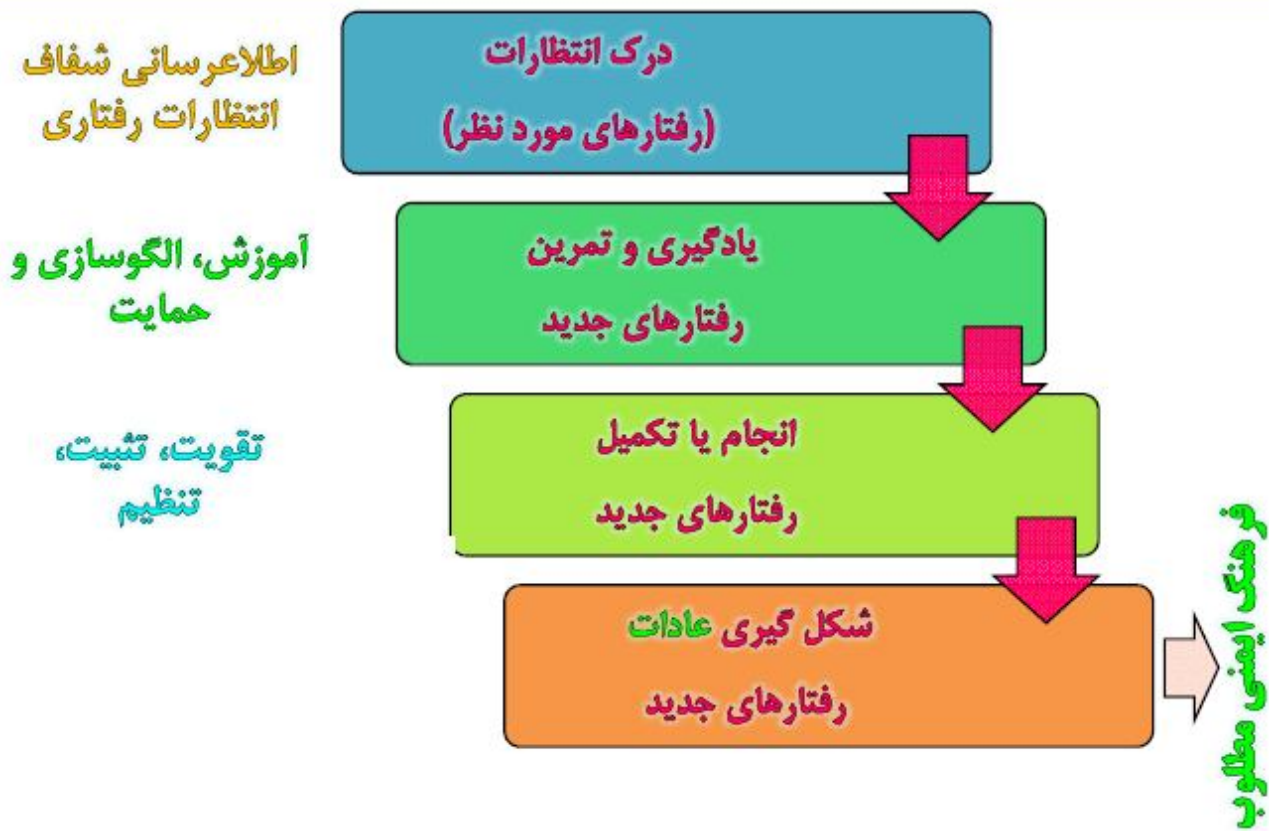 اطلاعرسانی شفاف
انتظارات رفتاری
درک انتظارات
(رفتارهای مورد نظر)
آموزش، الگوسازی و
حمایت
یادگیری و تمرین
رفتارهای جدید
تقویت، تثبیت،
تنظیم
انجام یا تکمیل
رفتارهای جدید
شکل گیری عادات
رفتارهای جدید
فرهنگ ایمنی مطلوب